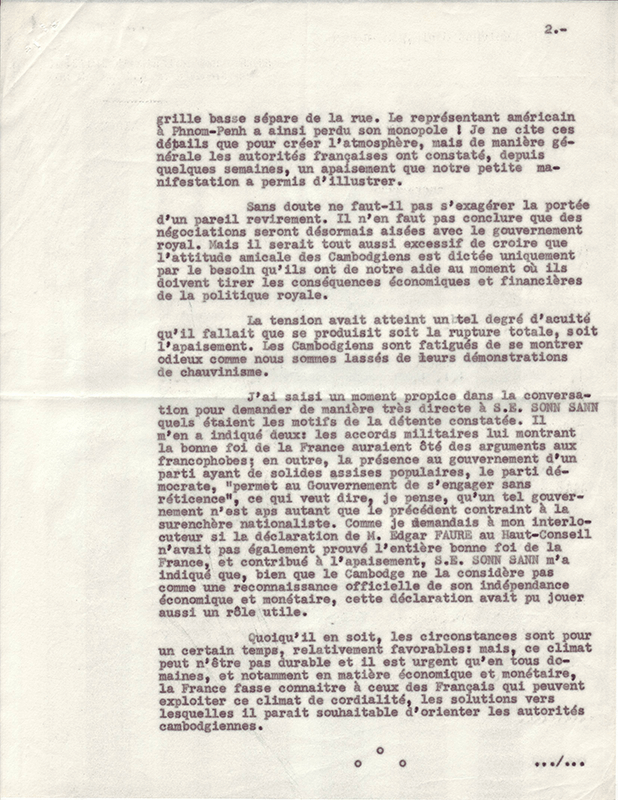 2.-
grille basse sépare de la rue. Le représentant américain
à Phnom-Penh a ainsi perdu son monopole ! Je ne cite ces
détails que pour créer l'atmosphère, mais de manière gé-
nérale les autorités françaises ont constaté, depuis
quelques semaines, un apaisement que notre petite ma-
nifestation a permis d'illustrer.
Sans doute ne faut-il pas s'exagérer la portée
d'un pareil revirement. Il n'en faut pas conclure que des
négociations seront désormais aisées avec le gouvernement
royal. Mais il serait tout aussi excessif de croire que
l'attitude amicale des Cambodgiens est dictée uniquement
par le besoin qu'ils ont de notre aide au moment où ils
doivent tirer les conséquences économiques et financières
de la politique royale.
La tension avait atteint un tel degré d'acuité
qu'il fallait que se produisit soit la rupture totale, soit
l'apaisement. Les Cambodgiens sont fatigués de se montrer
odieux comme nous sommes lassés de leurs démonstrations
de chauvinisme.
J'ai saisi un moment propice dans la conversa-
tion pour demander de manière très directe à S.E. SONN SANN
quels étaient les motifs de la détente constatée. Il
m'en a indiqué deux: les accords militaires lui montrant
la bonne foi de la France auraient ôté des arguments aux
francophobes; en outre, la présence au gouvernement d'un
parti ayant de solides assises populaires, le parti dé-
mocrate, "permet au Gouvernement de s'engager sans
réticence", ce qui veut dire, je pense, qu'un tel gouver-
nement n'est aps autant que le précédent contraint à la
surenchère nationaliste. Comme je demandais à mon interlo-
cuteur si la déclaration de M. Edgar FAURE au Haut-Conseil
n'avait pas également prouvé l'entière bonne foi de la
France, et contribué à l'apaisement, S.E. SONN SANN m'a
indiqué que, bien que le Cambodge ne la considère pas
comme une reconnaissance officielle de son indépendance
économique et monétaire, cette déclaration avait pu jouer
aussi un rôle utile.
Quoiqu'il en soit, les circonstances sont pour
un certain temps, relativement favorables: mais, ce climat
peut n'être pas durable et il est urgent qu'en tous do-
maines, et notamment en matière économique et monétaire,
la France fasse connaitre à ceux des Français qui peuvent
exploiter ce climat de cordialité, les solutions vers
lesquelles il parait souhaitable d'orienter les autorités
cambodgiennes.
o
o o
.../...